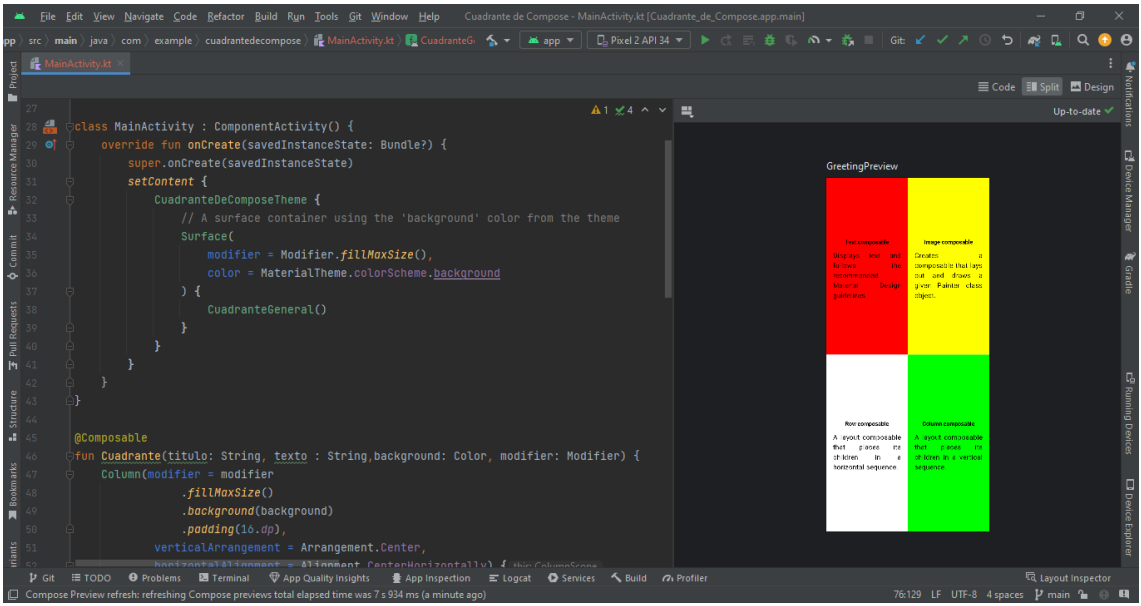 File Edit View Navigate Code Refactor Build Run Tools Git Window Help Cuadrante de Compose - MainActivity.kt [Cuadrante_de_Compose.app.main]
pp src main java com example cuadrantedecompose MainActivity.kt CuadranteG app Pixel 2 API 34 Git:
MainActivity.kt
Code Split Design
1 4 Up-to-date
27
28 class MainActivity : ComponentActivity() {
29 override fun onCreate(savedInstanceState: Bundle?) {
30 super.onCreate(savedInstanceState)
31 setContent {
32 CuadranteDeComposeTheme {
33 // A surface container using the 'background' color from the theme
34 Surface(
35 modifier = Modifier.fillMaxSize(),
36 color = MaterialTheme.colorScheme.background
37 ) {
38 CuadranteGeneral()
39 }
40 }
41 }
42 }
43 }
44
45 @Composable
46 fun Cuadrante(titulo: String, texto : String,background: Color, modifier: Modifier) {
47 Column(modifier = modifier
48 .fillMaxSize()
49 .background(background)
50 .padding(16.dp),
51 verticalArrangement = Arrangement.Center,
52 horizontalAlignment = Alignment.CenterHorizontally) { this: ColumnScope
GreetingPreview
Text composable
Displays text and
follows the
recommended
Material Design
guidelines.
Image composable
Creates a
composable that lays
out and draws a
given Painter class
object.
Row composable
A layout composable
that places its
children in a
horizontal sequence.
Column composable
A layout composable
that places its
children in a vertical
sequence.
Project
Resource Manager
Commit
Pull Requests
Structure
Bookmarks
riants
Notifications
Device Manager
Gradle
Running Devices
Device Explorer
Git TODO Problems Terminal App Quality Insights App Inspection Logcat Services Build Profiler Layout Inspector
Compose Preview refresh: refreshing Compose previews total elapsed time was 7 s 934 ms (a minute ago) 76:129 LF UTF-8 4 spaces main